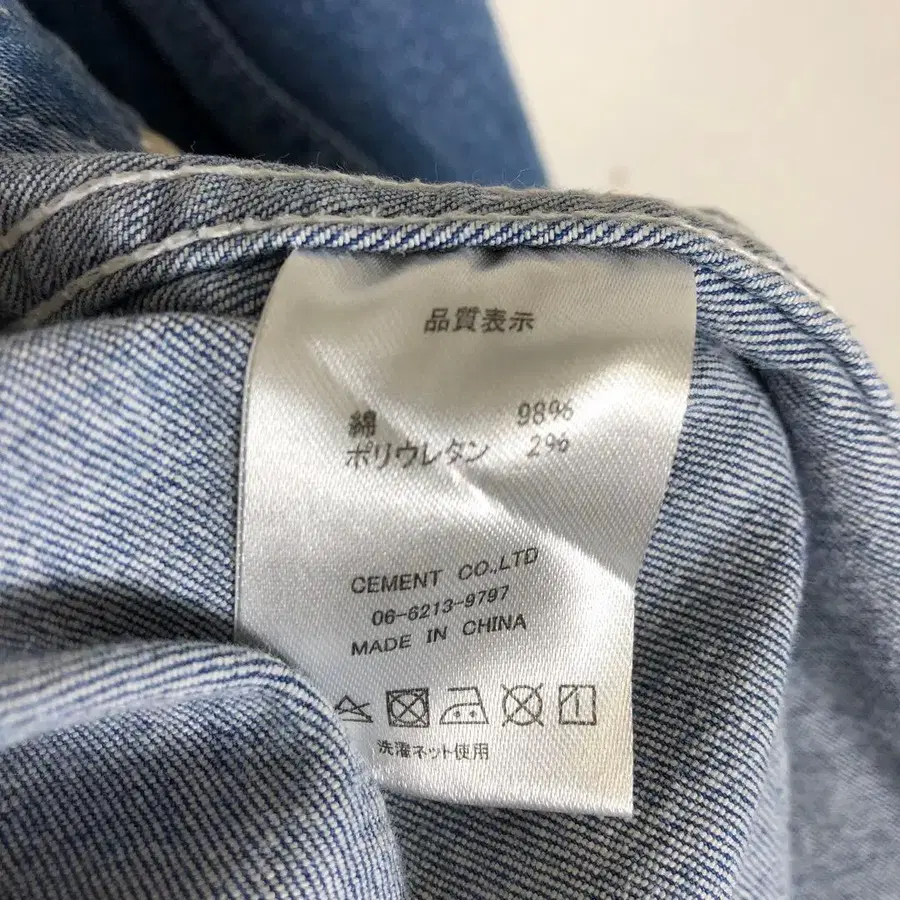 品質表示
綿 98%
ポリウレタン 2%
CEMENT CO.,LTD
06-6213-9797
MADE IN CHINA
洗濯ネット使用